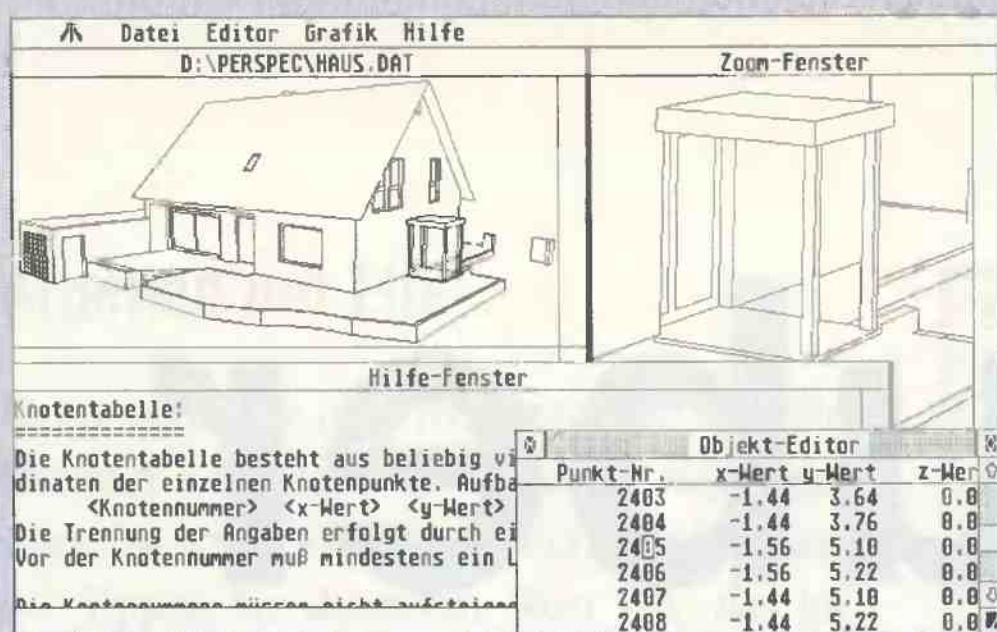 Datei Editor Grafik Hilfe
D:\PERSPEC\HAUS.DAT
Zoom-Fenster
Hilfe-Fenster
Knotentabelle:
==============
Die Knotentabelle besteht aus beliebig vi
dinaten der einzelnen Knotenpunkte. Aufba
<Knotennummer> <x-Wert> <y-Wert>
Die Trennung der Angaben erfolgt durch ei
Vor der Knotennummer muß mindestens ein L
Objekt-Editor
Punkt-Nr. x-Wert y-Wert z-Wer
2403 -1.44 3.64 0.0
2404 -1.44 3.76 0.0
2405 -1.56 5.10 0.0
2406 -1.56 5.22 0.0
2407 -1.44 5.10 0.0
2408 -1.44 5.22 0.0